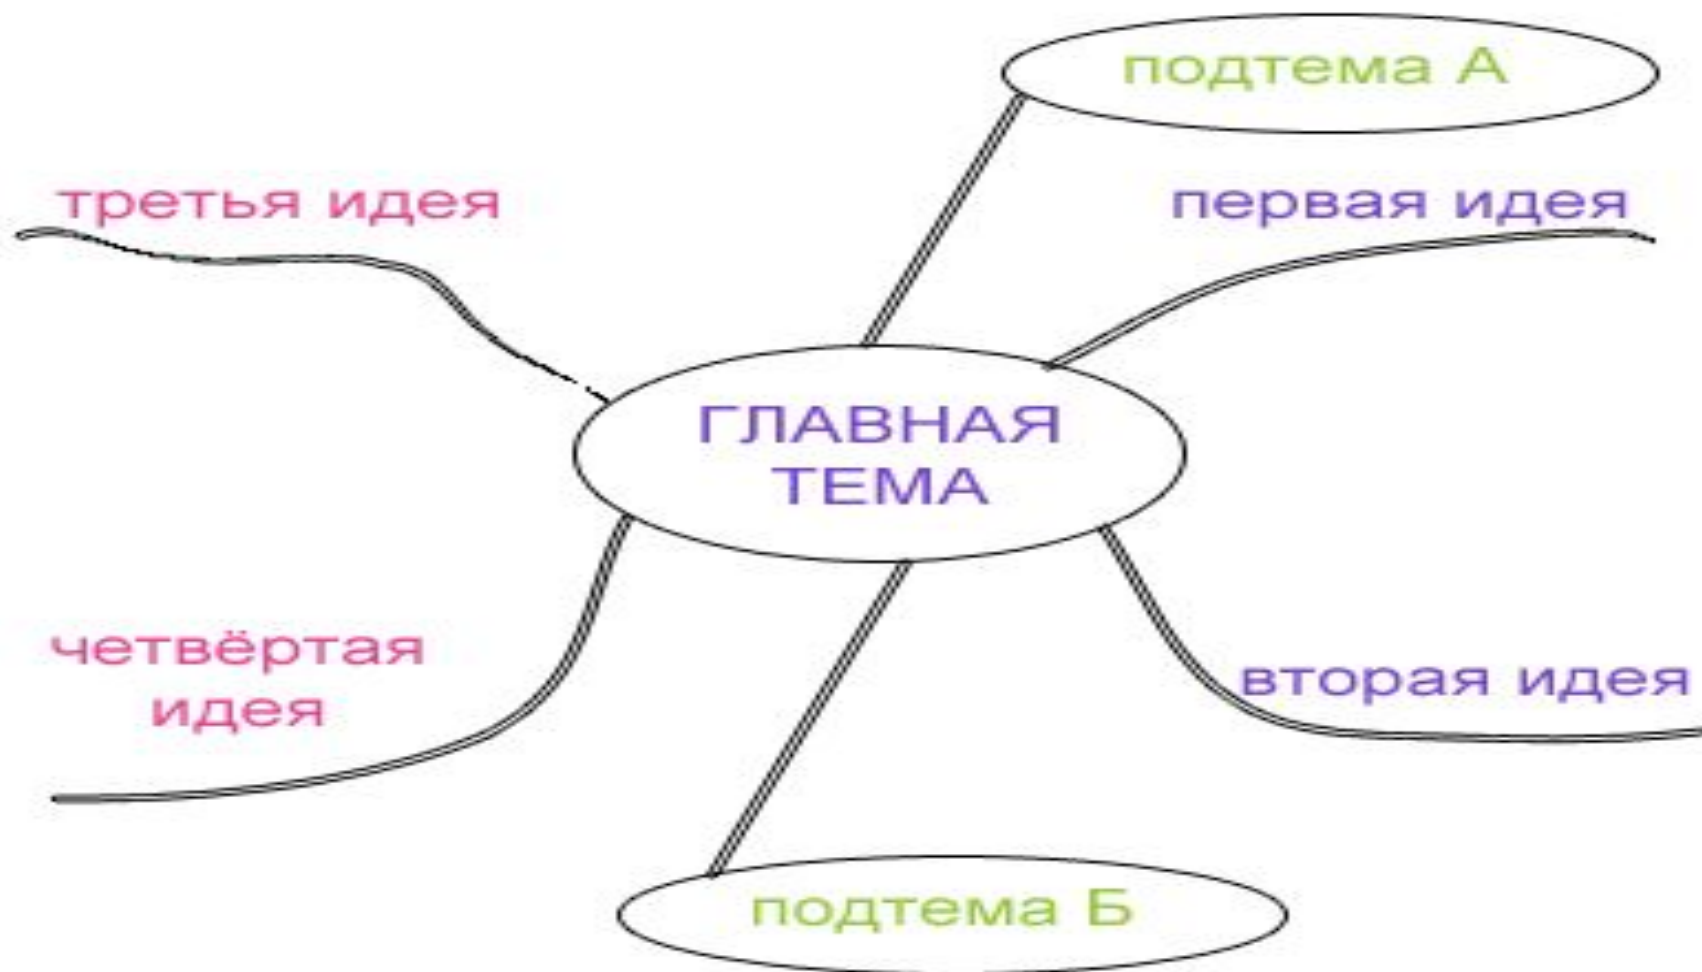 подтема А
третья идея
первая идея
ГЛАВНАЯ
ТЕМА
четвёртая
идея
вторая идея
подтема Б